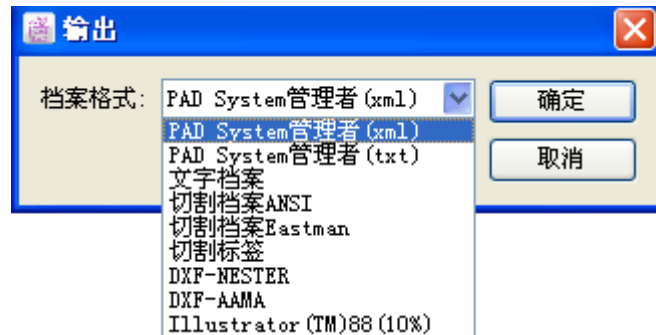 输出
档案格式: PAD System管理者(xml) 确定
PAD System管理者(xml)
PAD System管理者(txt) 取消
文字档案
切割档案ANSI
切割档案Eastman
切割标签
DXF-NESTER
DXF-AAMA
Illustrator(TM)88(10%)